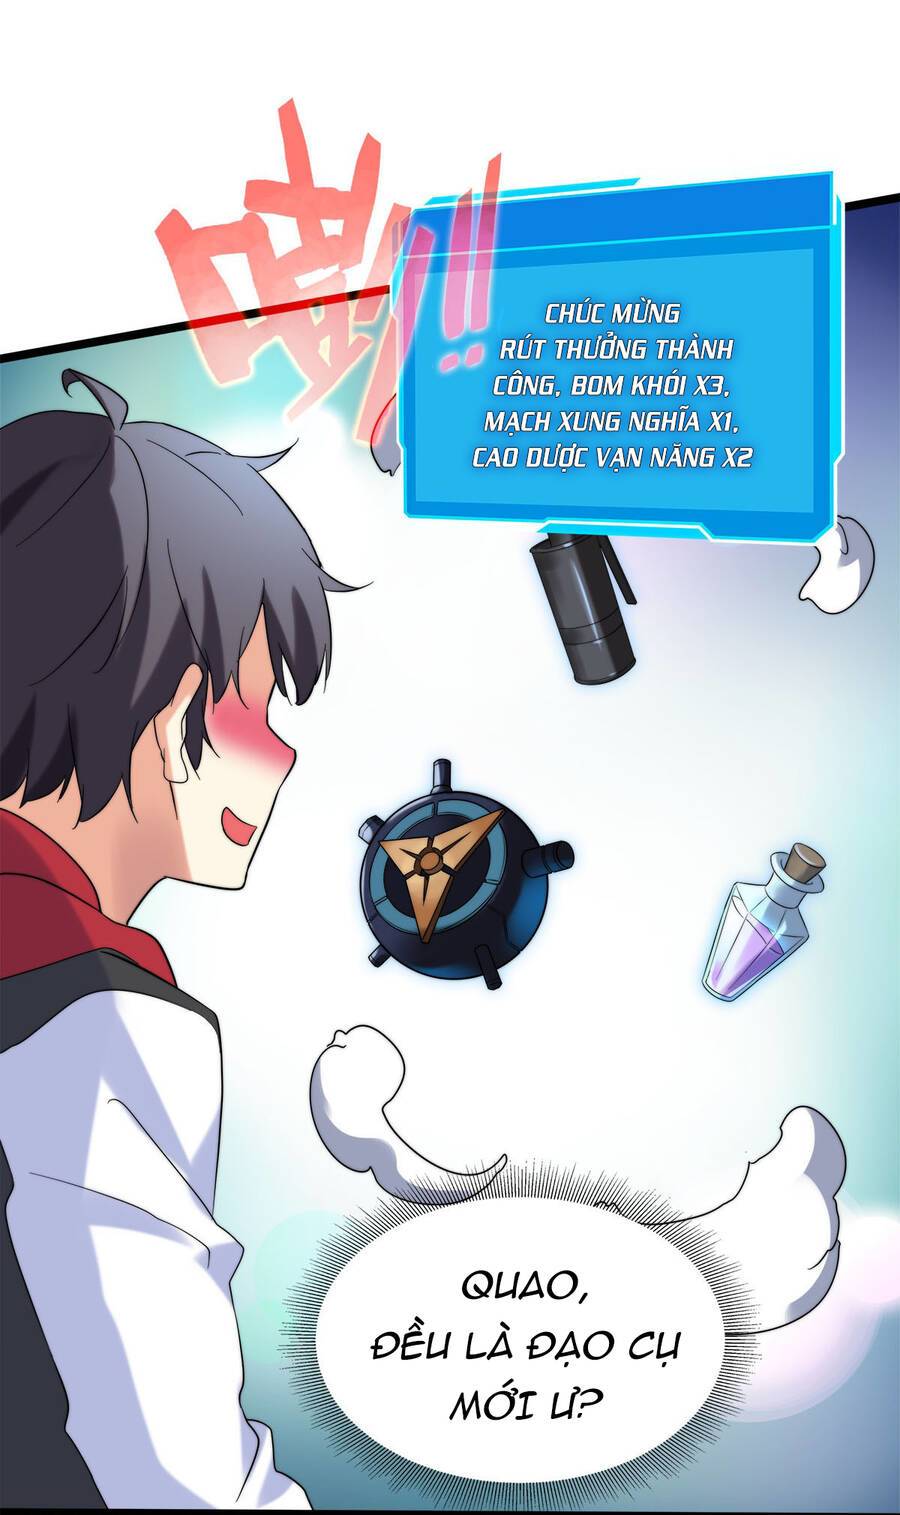 嘭!!
CHÚC MỪNG
RÚT THƯỞNG THÀNH
CÔNG, BOM KHÓI X3,
MẠCH XUNG NGHĨA X1,
CAO DƯỢC VẠN NĂNG X2
QUAO,
ĐỀU LÀ ĐẠO CỤ
MỚI Ư?